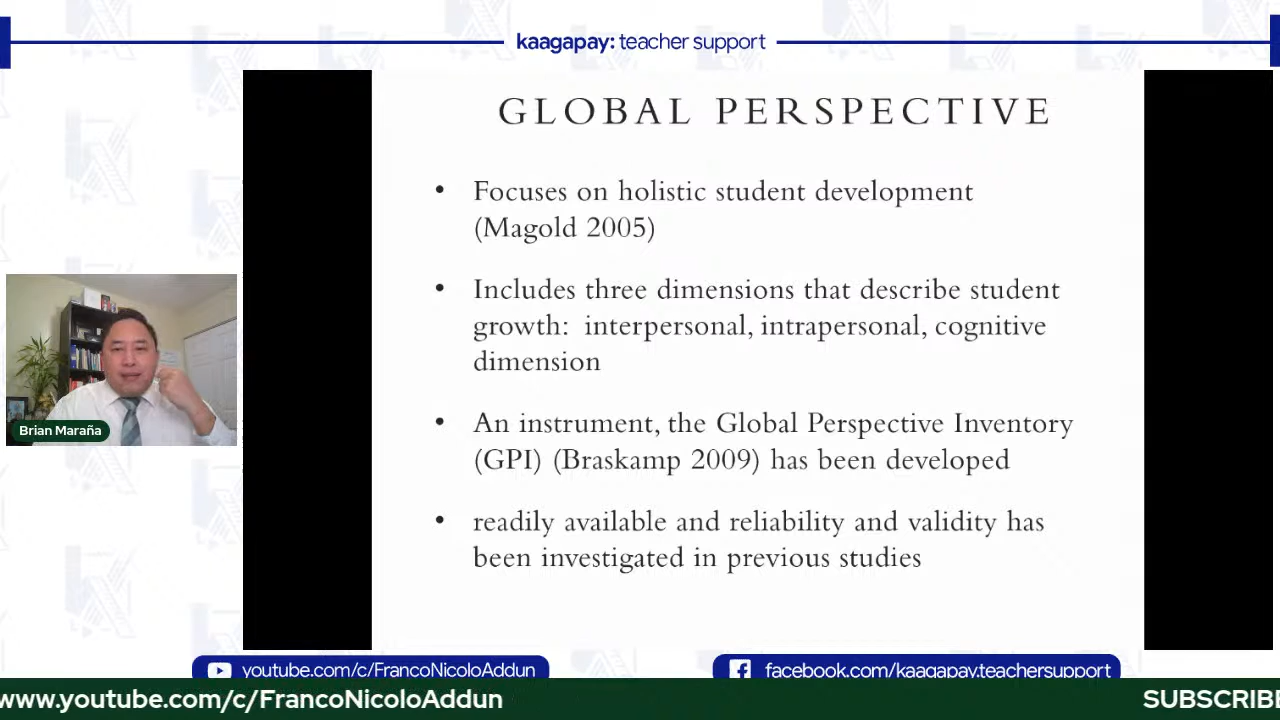 kaagapay: teacher support
GLOBAL PERSPECTIVE
• Focuses on holistic student development
(Magold 2005)
• Includes three dimensions that describe student
growth:  interpersonal, intrapersonal, cognitive
dimension
• An instrument, the Global Perspective Inventory
(GPI) (Braskamp 2009) has been developed
• readily available and reliability and validity has
been investigated in previous studies
Brian Maraña
youtube.com/c/FrancoNicoloAddun
facebook.com/kaagapay.teachersupport
www.youtube.com/c/FrancoNicoloAddun
SUBSCRIBE